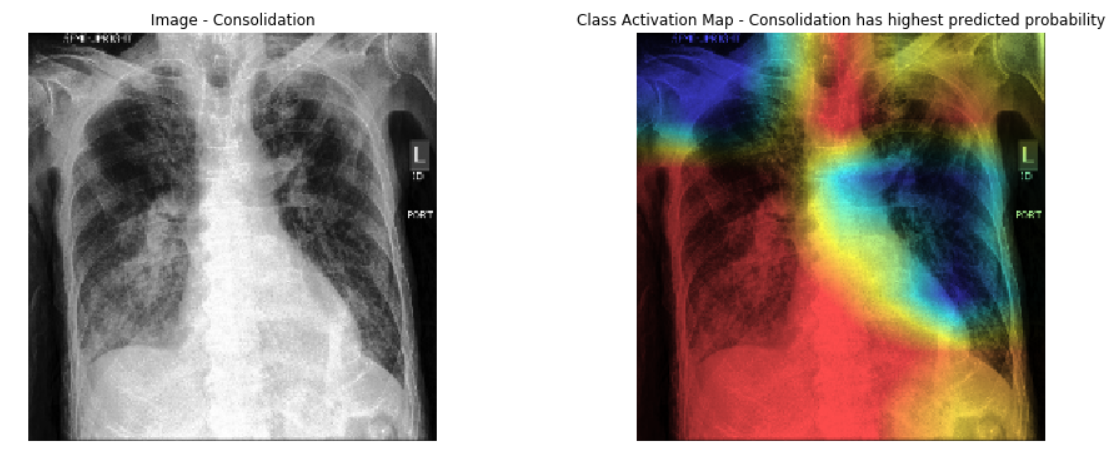 Image - Consolidation
Class Activation Map - Consolidation has highest predicted probability
L
PORT
L
PORT